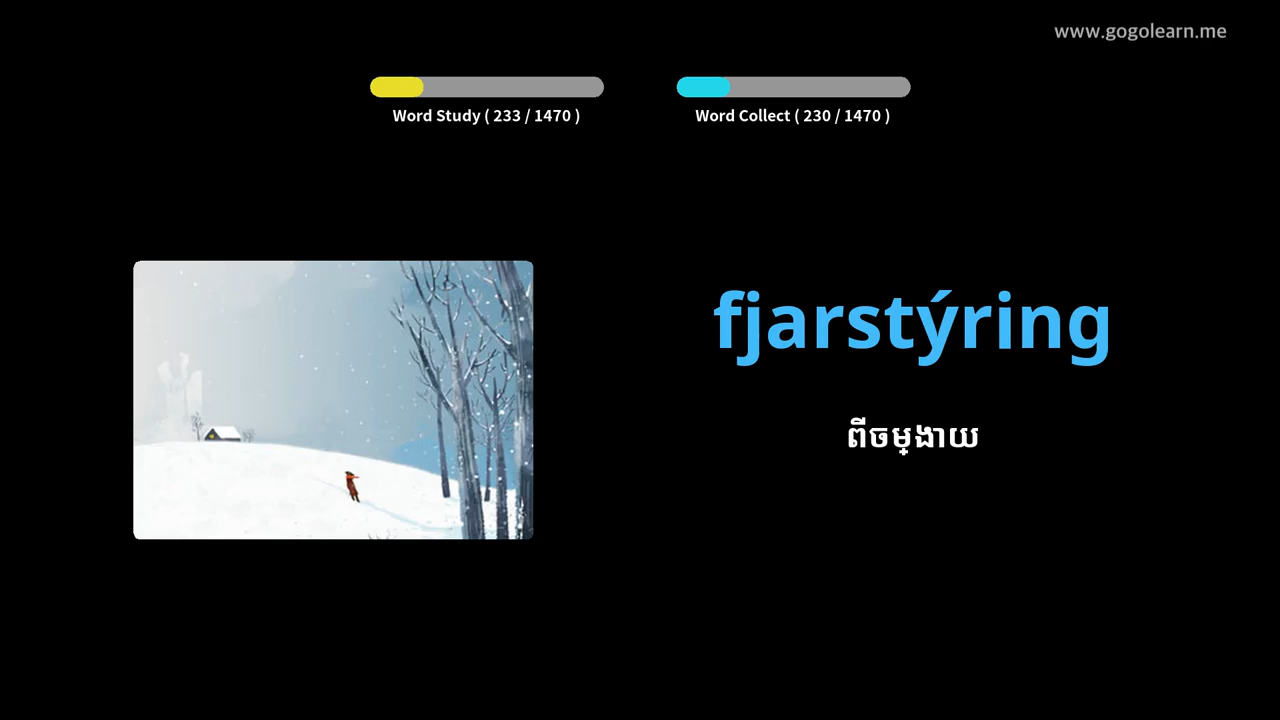 www.gogolearn.me
Word Study ( 233 / 1470 )
Word Collect ( 230 / 1470 )
fjarstýring
ពីចម្ងាយ